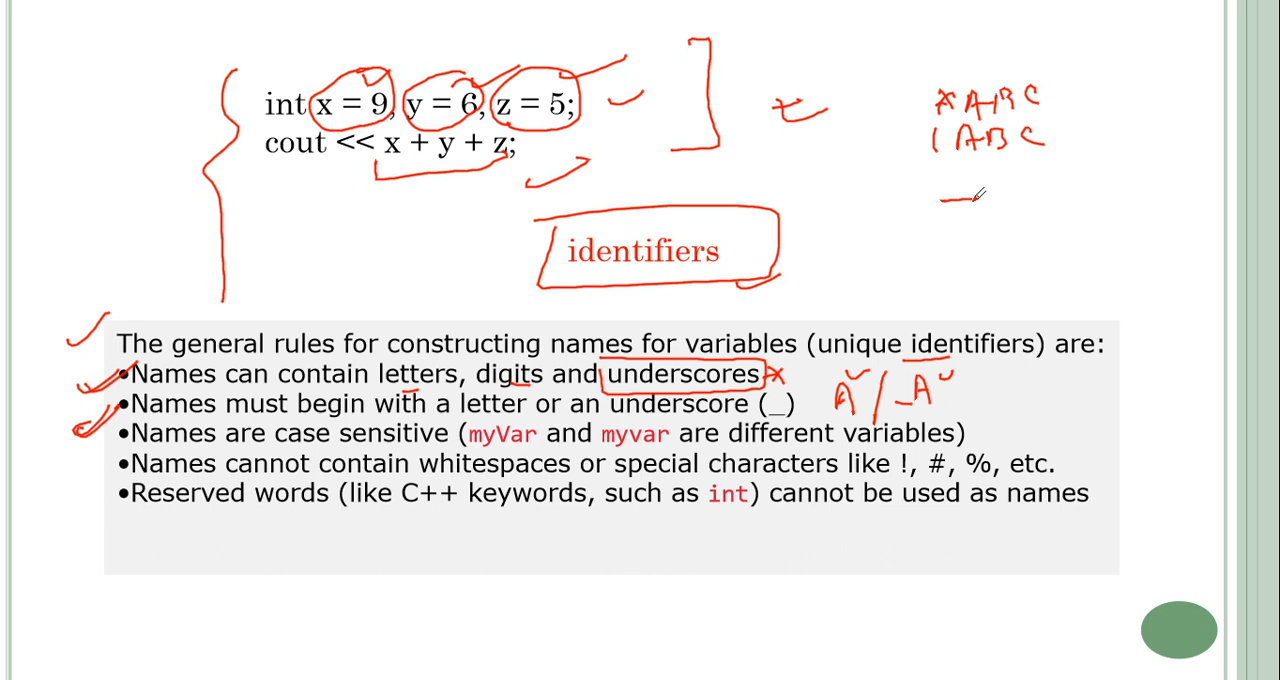 int x = 9, y = 6, z = 5;
cout << x + y + z;
*ABC
1ABC
identifiers
The general rules for constructing names for variables (unique identifiers) are:
•Names can contain letters, digits and underscores
•Names must begin with a letter or an underscore (_)
A / _A
•Names are case sensitive (myVar and myvar are different variables)
•Names cannot contain whitespaces or special characters like !, #, %, etc.
•Reserved words (like C++ keywords, such as int) cannot be used as names